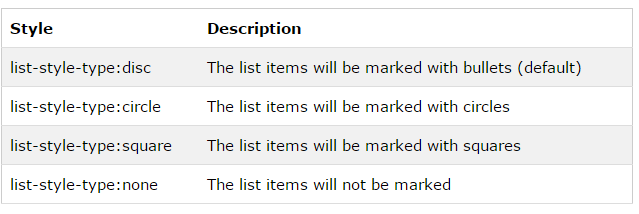 Style Description
list-style-type:disc The list items will be marked with bullets (default)
list-style-type:circle The list items will be marked with circles
list-style-type:square The list items will be marked with squares
list-style-type:none The list items will not be marked